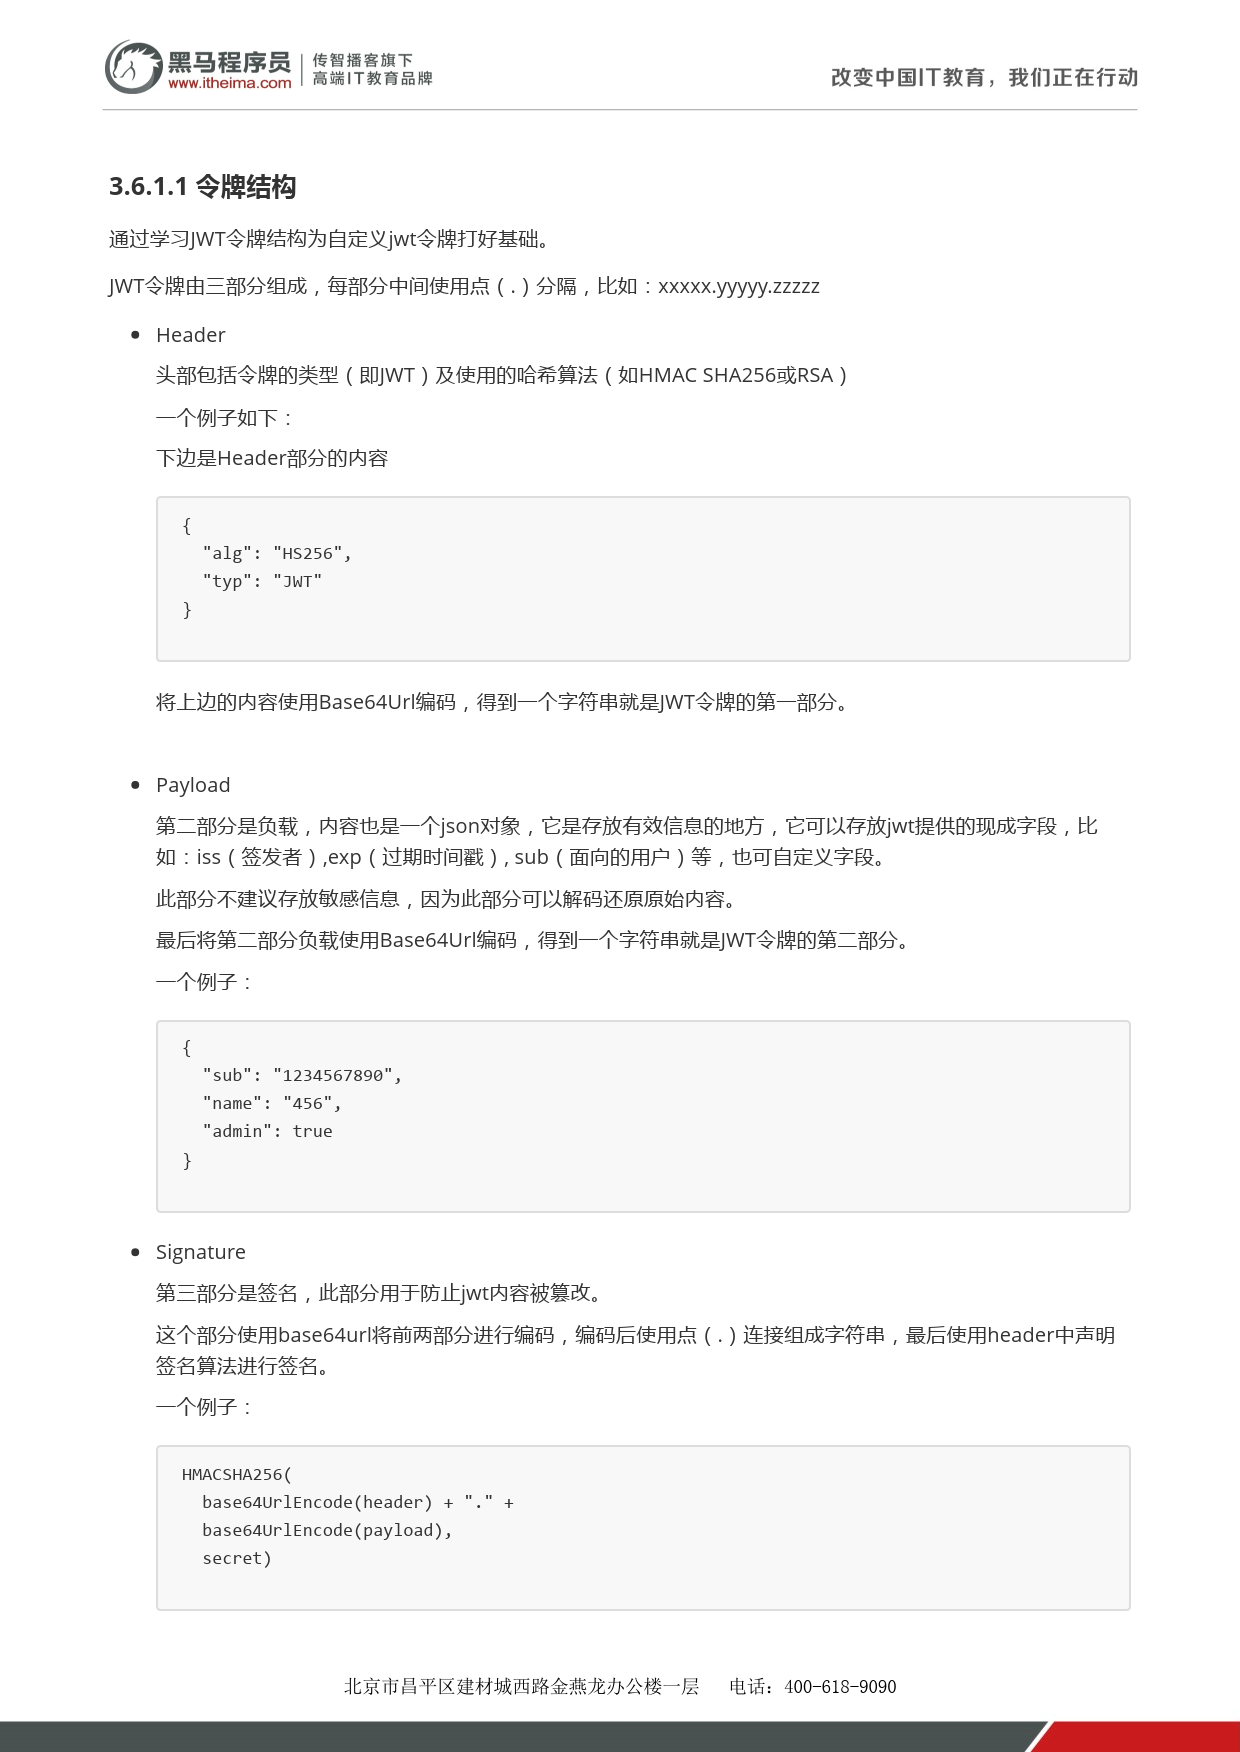 黑马程序员
www.itheima.com
传智播客旗下
高端IT教育品牌
改变中国IT教育，我们正在行动
3.6.1.1 令牌结构
通过学习JWT令牌结构为自定义jwt令牌打好基础。
JWT令牌由三部分组成，每部分中间使用点（.）分隔，比如：xxxxx.yyyyy.zzzzz
Header
头部包括令牌的类型（即JWT）及使用的哈希算法（如HMAC SHA256或RSA）
一个例子如下：
下边是Header部分的内容
{
  "alg": "HS256",
  "typ": "JWT"
}
将上边的内容使用Base64Url编码，得到一个字符串就是JWT令牌的第一部分。
Payload
第二部分是负载，内容也是一个json对象，它是存放有效信息的地方，它可以存放jwt提供的现成字段，比
如：iss（签发者）,exp（过期时间戳）, sub（面向的用户）等，也可自定义字段。
此部分不建议存放敏感信息，因为此部分可以解码还原原始内容。
最后将第二部分负载使用Base64Url编码，得到一个字符串就是JWT令牌的第二部分。
一个例子：
{
  "sub": "1234567890",
  "name": "456",
  "admin": true
}
Signature
第三部分是签名，此部分用于防止jwt内容被篡改。
这个部分使用base64url将前两部分进行编码，编码后使用点（.）连接组成字符串，最后使用header中声明
签名算法进行签名。
一个例子：
HMACSHA256(
  base64UrlEncode(header) + "." +
  base64UrlEncode(payload),
  secret)
北京市昌平区建材城西路金燕龙办公楼一层 电话：400-618-9090